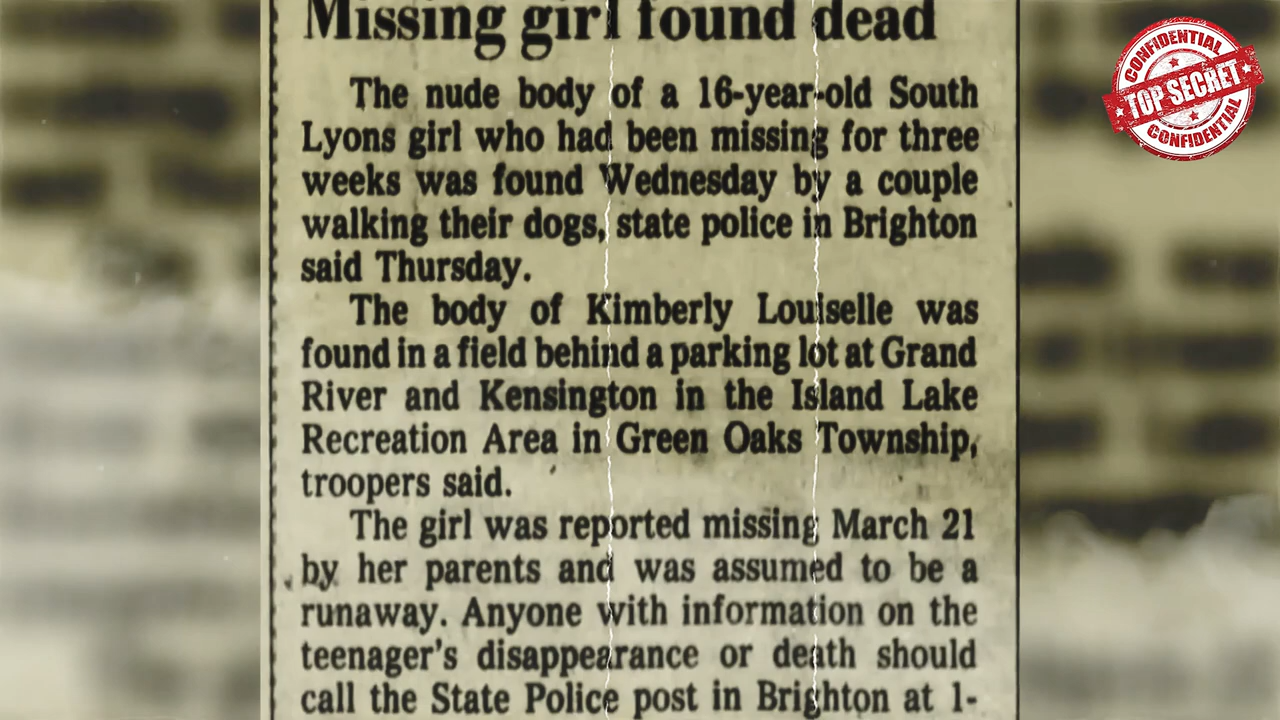 Missing girl found dead
The nude body of a 16-year-old South
Lyons girl who had been missing for three
weeks was found Wednesday by a couple
walking their dogs, state police in Brighton
said Thursday.
The body of Kimberly Louiselle was
found in a field behind a parking lot at Grand
River and Kensington in the Island Lake
Recreation Area in Green Oaks Township,
troopers said.
The girl was reported missing March 21
by her parents and was assumed to be a
runaway. Anyone with information on the
teenager's disappearance or death should
call the State Police post in Brighton at 1-
CONFIDENTIAL
TOP SECRET
CONFIDENTIAL